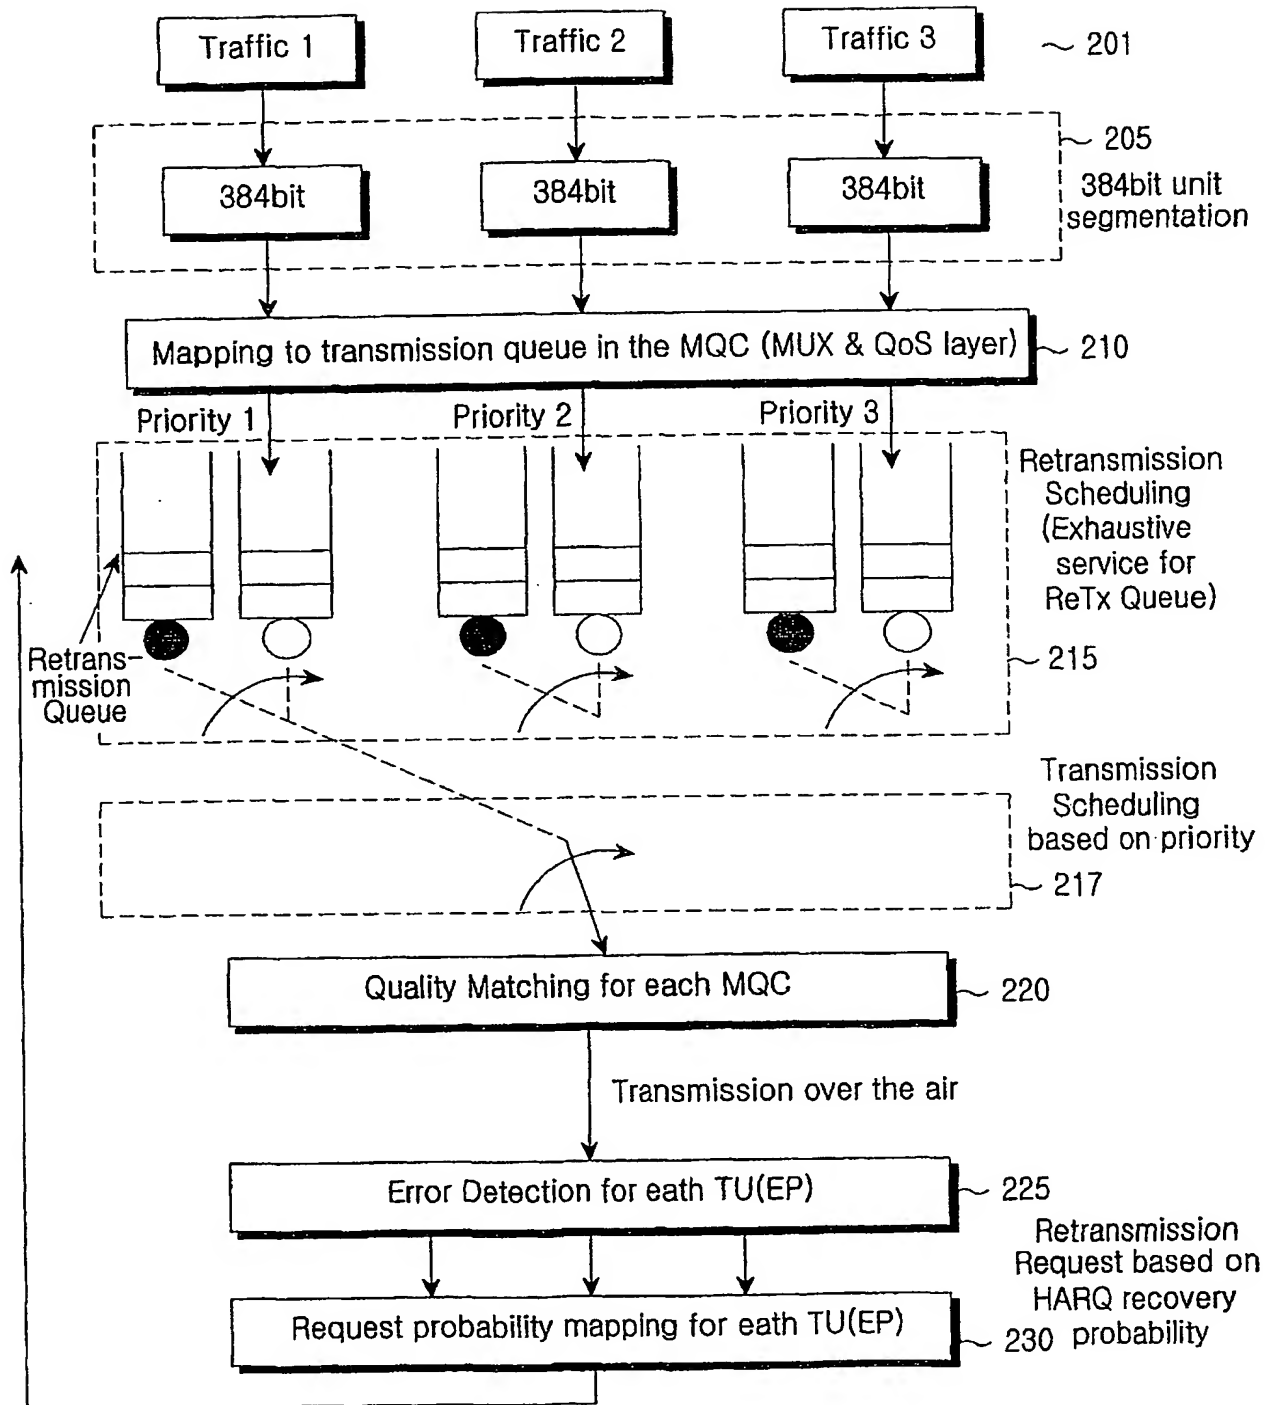 Traffic 1
Traffic 2
Traffic 3
201
205
384bit
384bit
384bit
384bit unit
segmentation
Mapping to transmission queue in the MQC (MUX & QoS layer)
210
Priority 1
Priority 2
Priority 3
Retransmission
Scheduling
(Exhaustive
service for
ReTx Queue)
215
Retrans-
mission
Queue
Transmission
Scheduling
based on priority
217
Quality Matching for each MQC
220
Transmission over the air
Error Detection for eath TU(EP)
225
Retransmission
Request based on
HARQ recovery
probability
Request probability mapping for eath TU(EP)
230